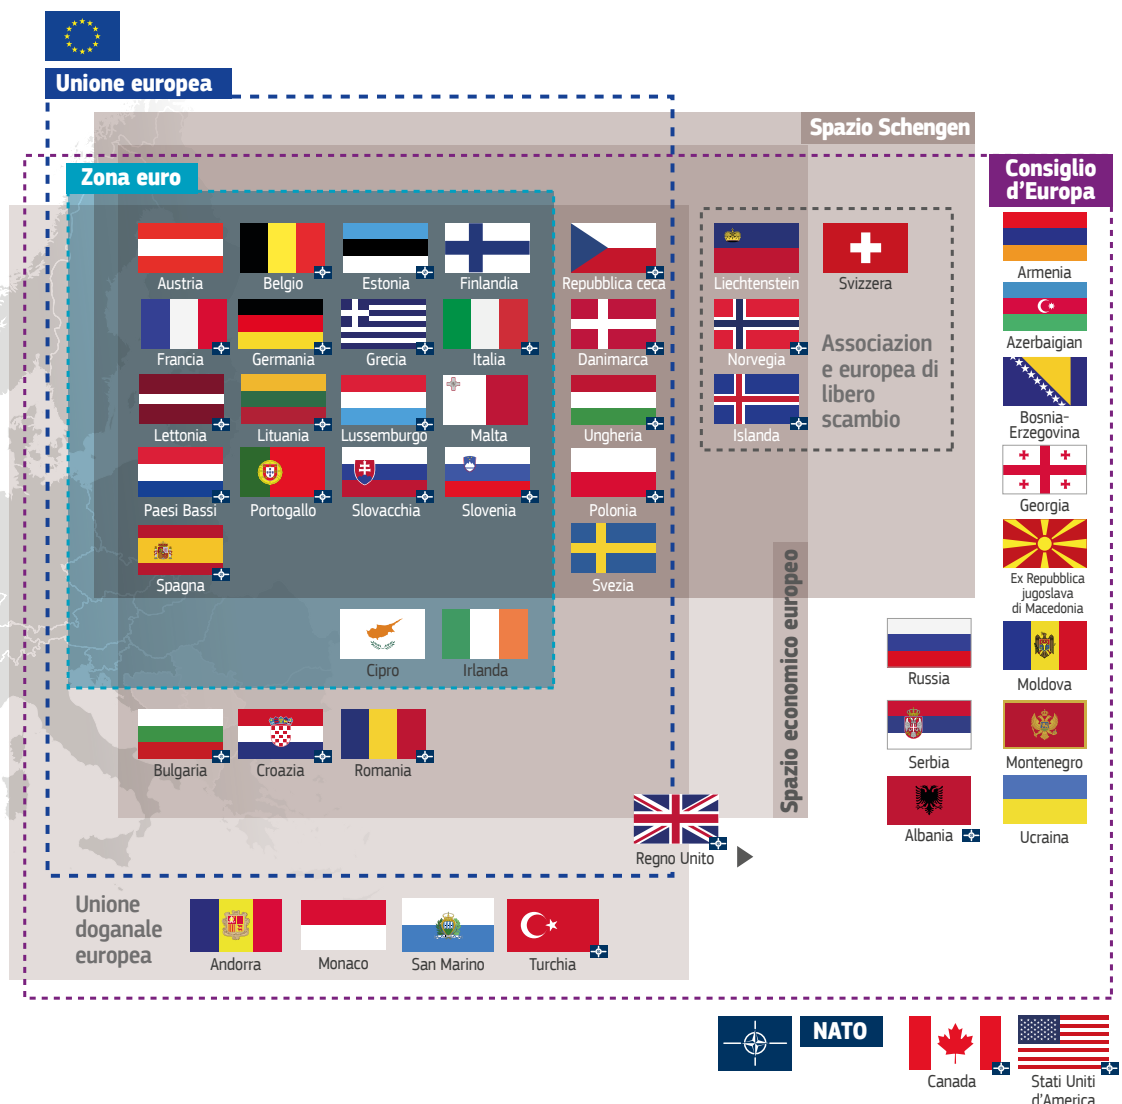 Unione europea
Spazio Schengen
Consiglio
d’Europa
Zona euro
Austria
Belgio
Estonia
Finlandia
Repubblica ceca
Liechtenstein
Svizzera
Armenia
Francia
Germania
Grecia
Italia
Danimarca
Norvegia
Associazion
e europea di
libero
scambio
Azerbaigian
Lettonia
Lituania
Lussemburgo
Malta
Ungheria
Islanda
Bosnia-
Erzegovina
Paesi Bassi
Portogallo
Slovacchia
Slovenia
Polonia
Georgia
Spagna
Svezia
Spazio economico europeo
Ex Repubblica
jugoslava
di Macedonia
Cipro
Irlanda
Russia
Moldova
Bulgaria
Croazia
Romania
Serbia
Montenegro
Regno Unito
Albania
Ucraina
Unione
doganale
europea
Andorra
Monaco
San Marino
Turchia
NATO
Canada
Stati Uniti
d’America